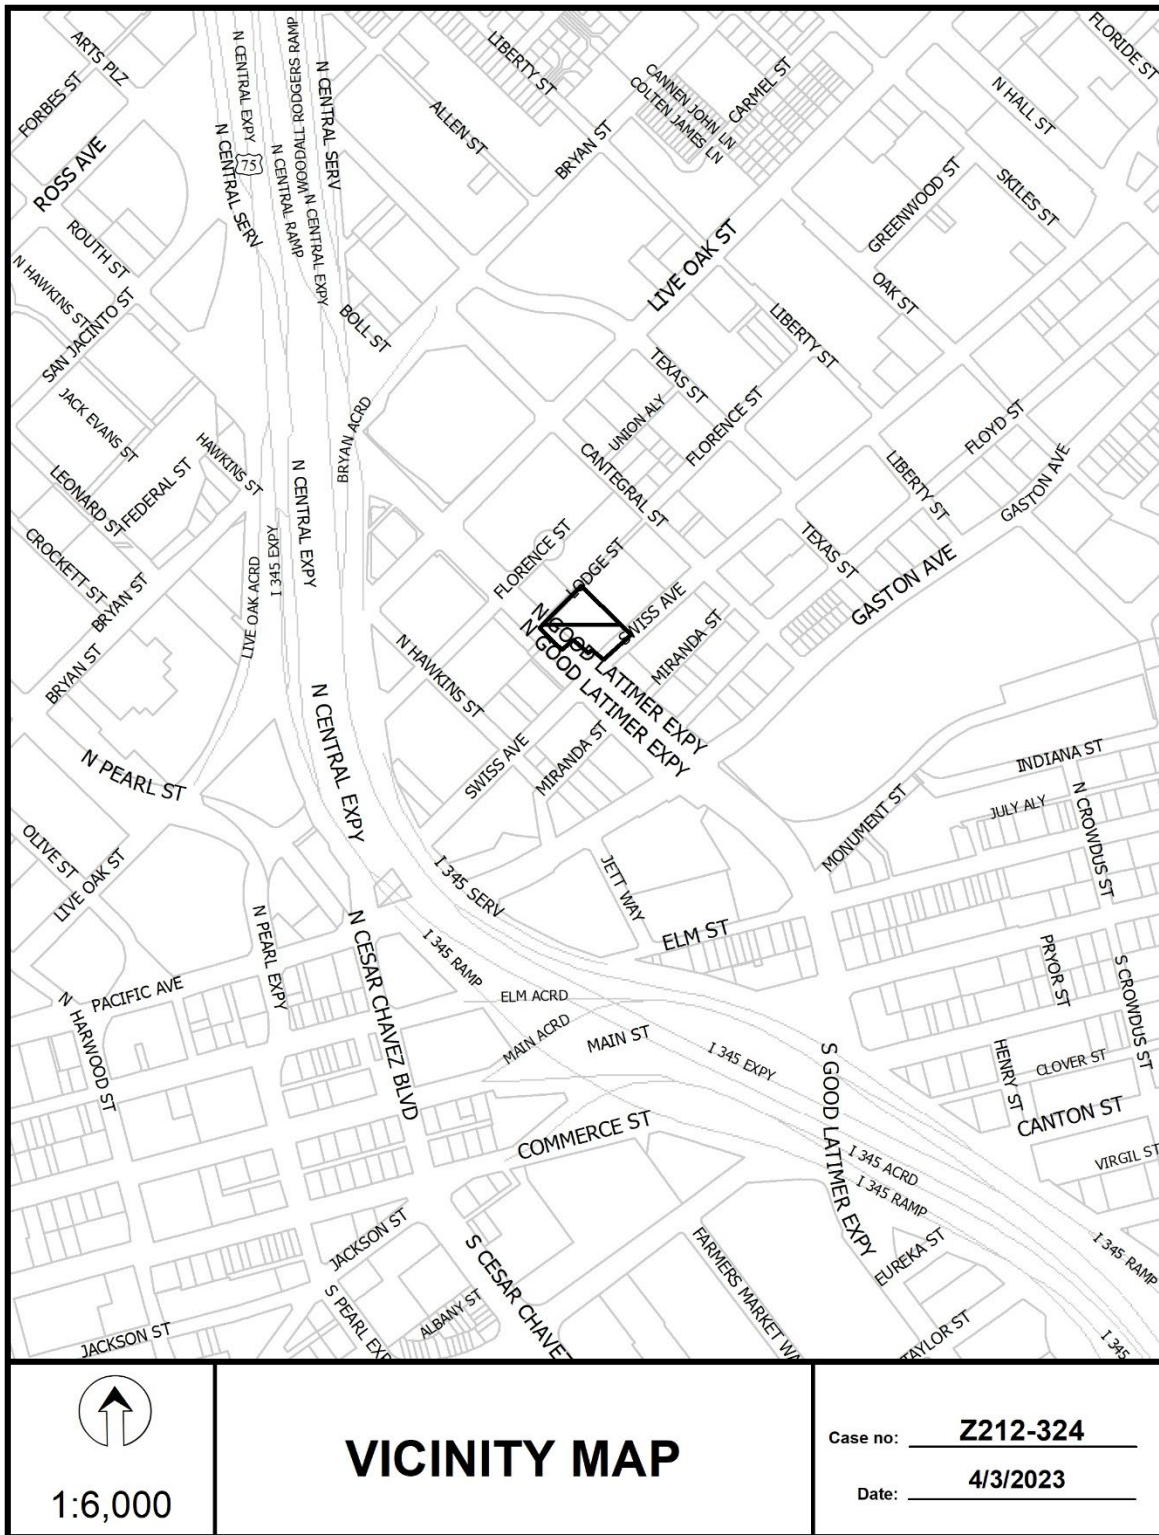 ARTS PLZ
FORBES ST
ROSS AVE
N CENTRAL EXPY
WOODALL RODGERS RAMP
N CENTRAL SERV
N CENTRAL SERV
75
N CENTRAL RAMP
N CENTRAL EXPY
LIBERTY ST
ALLEN ST
BRYAN ST
CANNEN JOHN LN
COLTEN JAMES LN
CARMEL ST
FLORIDE ST
N HALL ST
SKILES ST
GREENWOOD ST
ROUTH ST
N HAWKINS ST
SAN JACINTO ST
BOLL ST
LIVE OAK ST
OAK ST
LIBERTY ST
TEXAS ST
JACK EVANS ST
HAWKINS ST
LEONARD ST
FEDERAL ST
BRYAN ACRD
UNION ALY
FLORENCE ST
CANTEGRAL ST
FLOYD ST
LIBERTY ST
GASTON AVE
CROCKETT ST
BRYAN ST
N CENTRAL EXPY
I 345 EXPY
LIVE OAK ACRD
FLORENCE ST
LODGE ST
TEXAS ST
GASTON AVE
BRYAN ST
N HAWKINS ST
N GOOD LATIMER EXPY
N GOOD LATIMER EXPY
SWISS AVE
MIRANDA ST
N CENTRAL EXPY
N PEARL ST
SWISS AVE
MIRANDA ST
INDIANA ST
JULY ALY
N CROWDUS ST
MONUMENT ST
OLIVE ST
LIVE OAK ST
I 345 SERV
JETT WAY
ELM ST
N PEARL EXPY
N CESAR CHAVEZ BLVD
I 345 RAMP
PRYOR ST
S CROWDUS ST
PACIFIC AVE
N HARWOOD ST
ELM ACRD
MAIN ACRD
MAIN ST
I 345 EXPY
S GOOD LATIMER EXPY
HENRY ST
CLOVER ST
CANTON ST
VIRGIL ST
COMMERCE ST
I 345 ACRD
I 345 RAMP
JACKSON ST
S CESAR CHAVEZ
FARMERS MARKET WA
EUREKA ST
I 345 RAMP
S PEARL EXP
ALBANY ST
JACKSON ST
TAYLOR ST
I 345
1:6,000
VICINITY MAP
Case no: Z212-324
Date: 4/3/2023